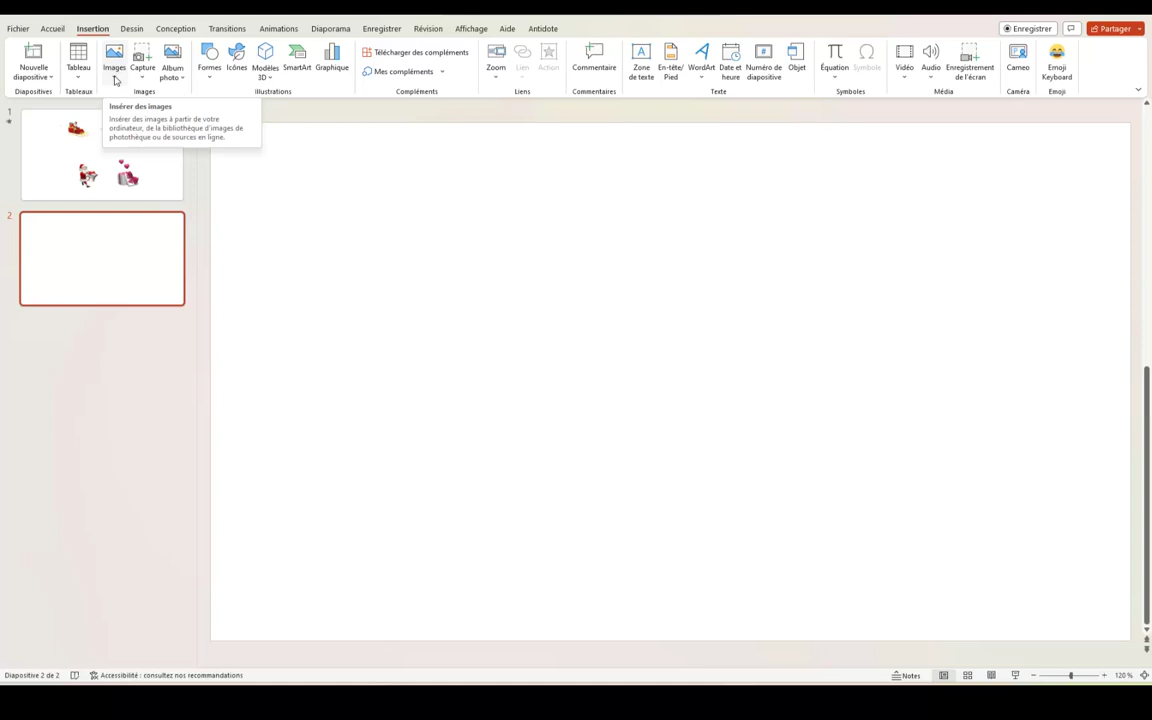 Fichier Accueil Insertion Dessin Conception Transitions Animations Diaporama Enregistrer Révision Affichage Aide Antidote Enregistrer Partager
Nouvelle diapositive Tableau Images Capture Album photo Formes Icônes Modèles 3D SmartArt Graphique Télécharger des compléments Mes compléments Zoom Lien Action Commentaire Zone de texte En-tête/ Pied WordArt Date et heure Numéro de diapositive Objet Équation Symbole Vidéo Audio Enregistrement de l'écran Cameo Emoji Keyboard
Diapositives Tableaux Images Illustrations Compléments Liens Commentaires Texte Symboles Média Caméra Emoji
Insérer des images
Insérer des images à partir de votre
ordinateur, de la bibliothèque d'images de
photothèque ou de sources en ligne.
1
2
Diapositive 2 de 2 Accessibilité : consultez nos recommandations Notes 120 %